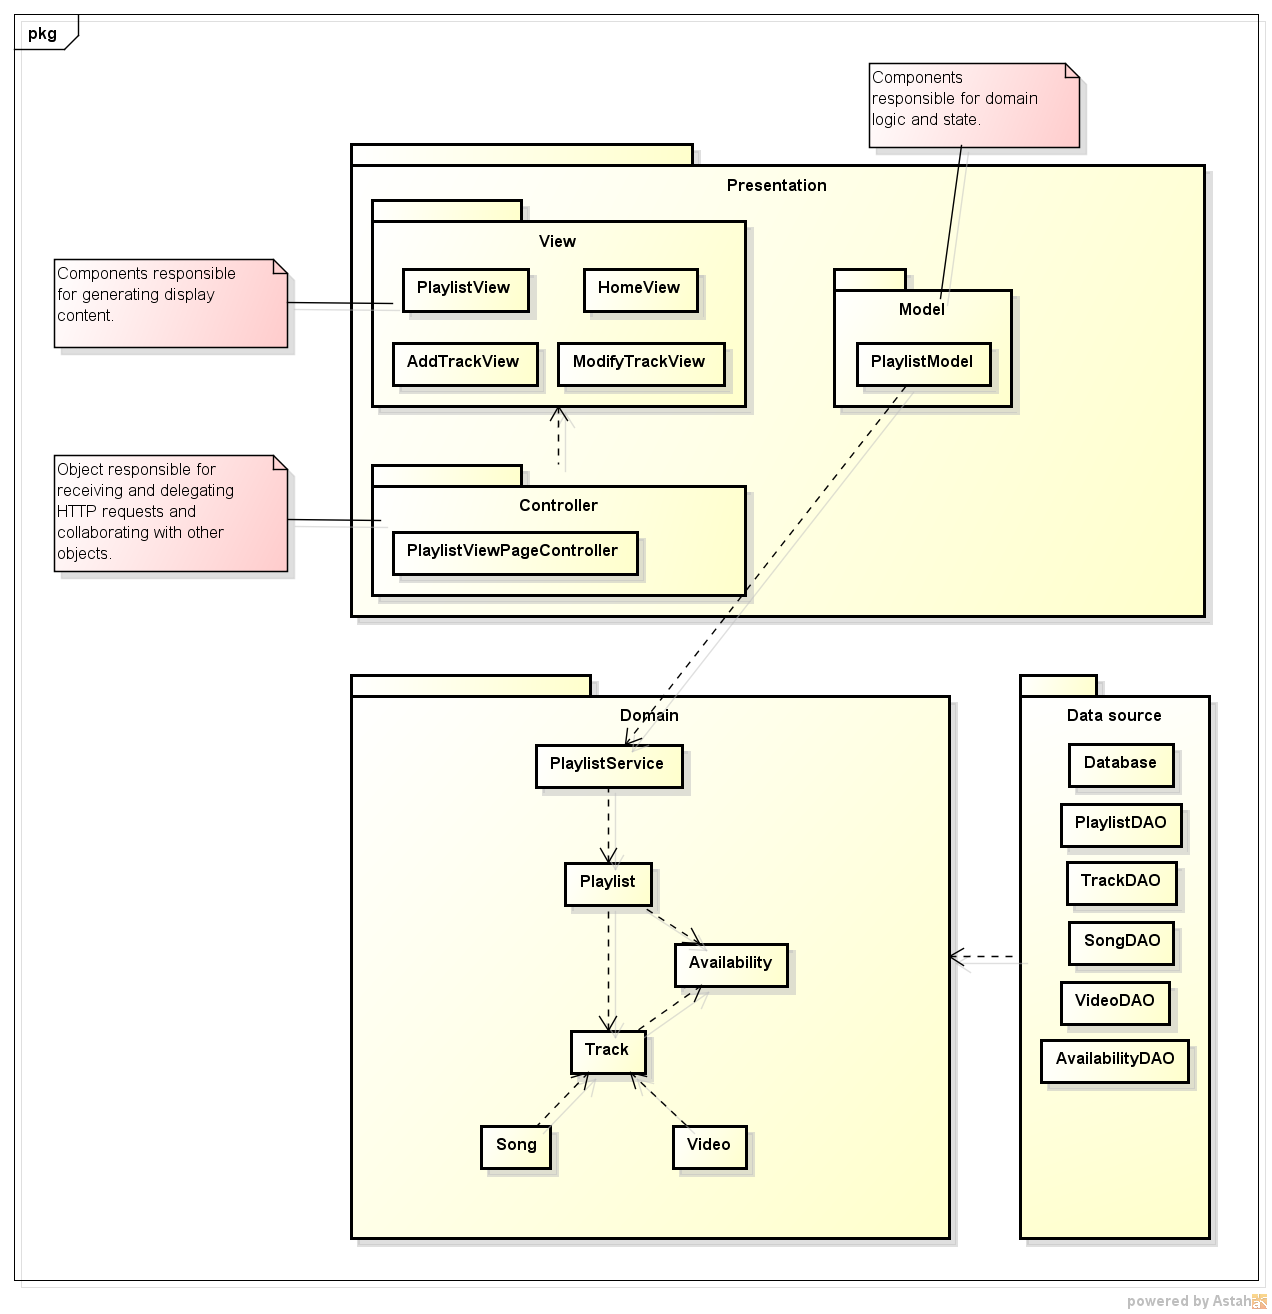 pkg
Components
responsible for domain
logic and state.
Presentation
View
Components responsible
for generating display
content.
PlaylistView
HomeView
AddTrackView
ModifyTrackView
Model
PlaylistModel
Object responsible for
receiving and delegating
HTTP requests and
collaborating with other
objects.
Controller
PlaylistViewPageController
Domain
PlaylistService
Playlist
Availability
Track
Song
Video
Data source
Database
PlaylistDAO
TrackDAO
SongDAO
VideoDAO
AvailabilityDAO
powered by Astah